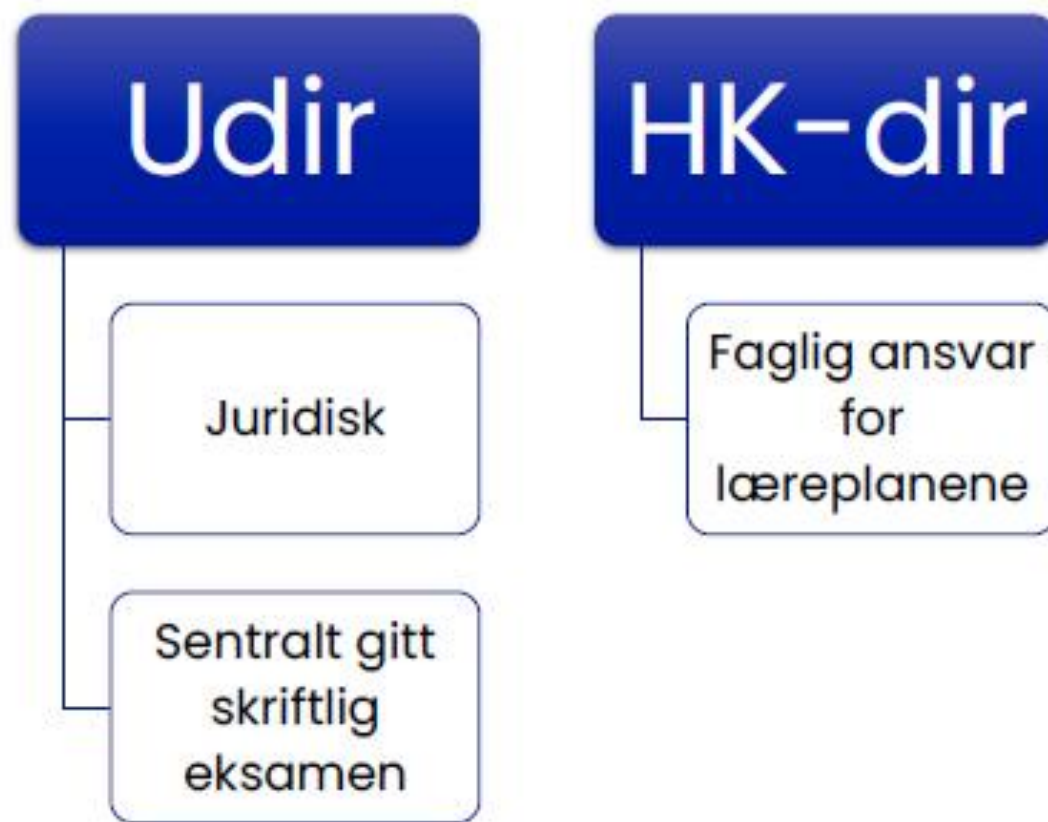 Udir
Juridisk
Sentralt gitt
skriftlig
eksamen
HK-dir
Faglig ansvar
for
læreplanene